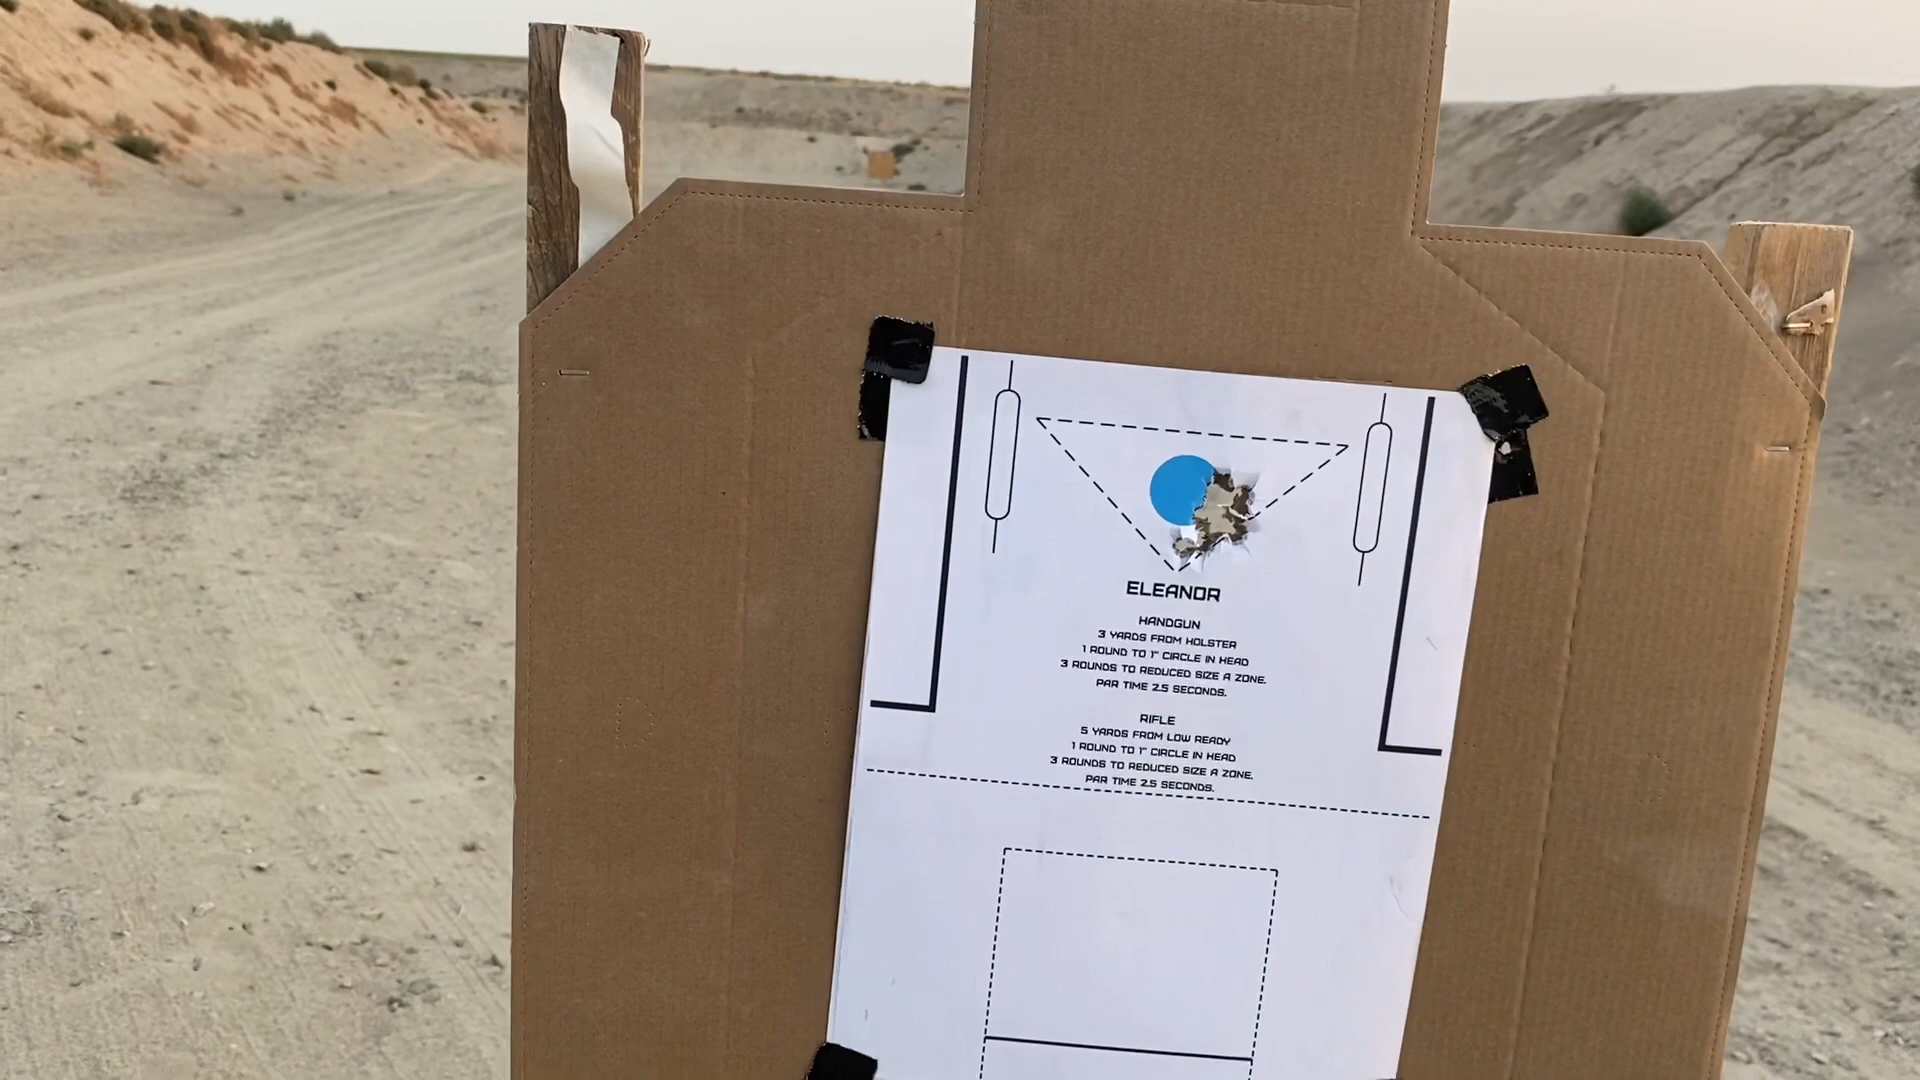 ELEANOR
HANDGUN
3 YARDS FROM HOLSTER
1 ROUND TO 1" CIRCLE IN HEAD
3 ROUNDS TO REDUCED SIZE A ZONE.
PAR TIME 2.5 SECONDS.
RIFLE
5 YARDS FROM LOW READY
1 ROUND TO 1" CIRCLE IN HEAD
3 ROUNDS TO REDUCED SIZE A ZONE.
PAR TIME 2.5 SECONDS.
D